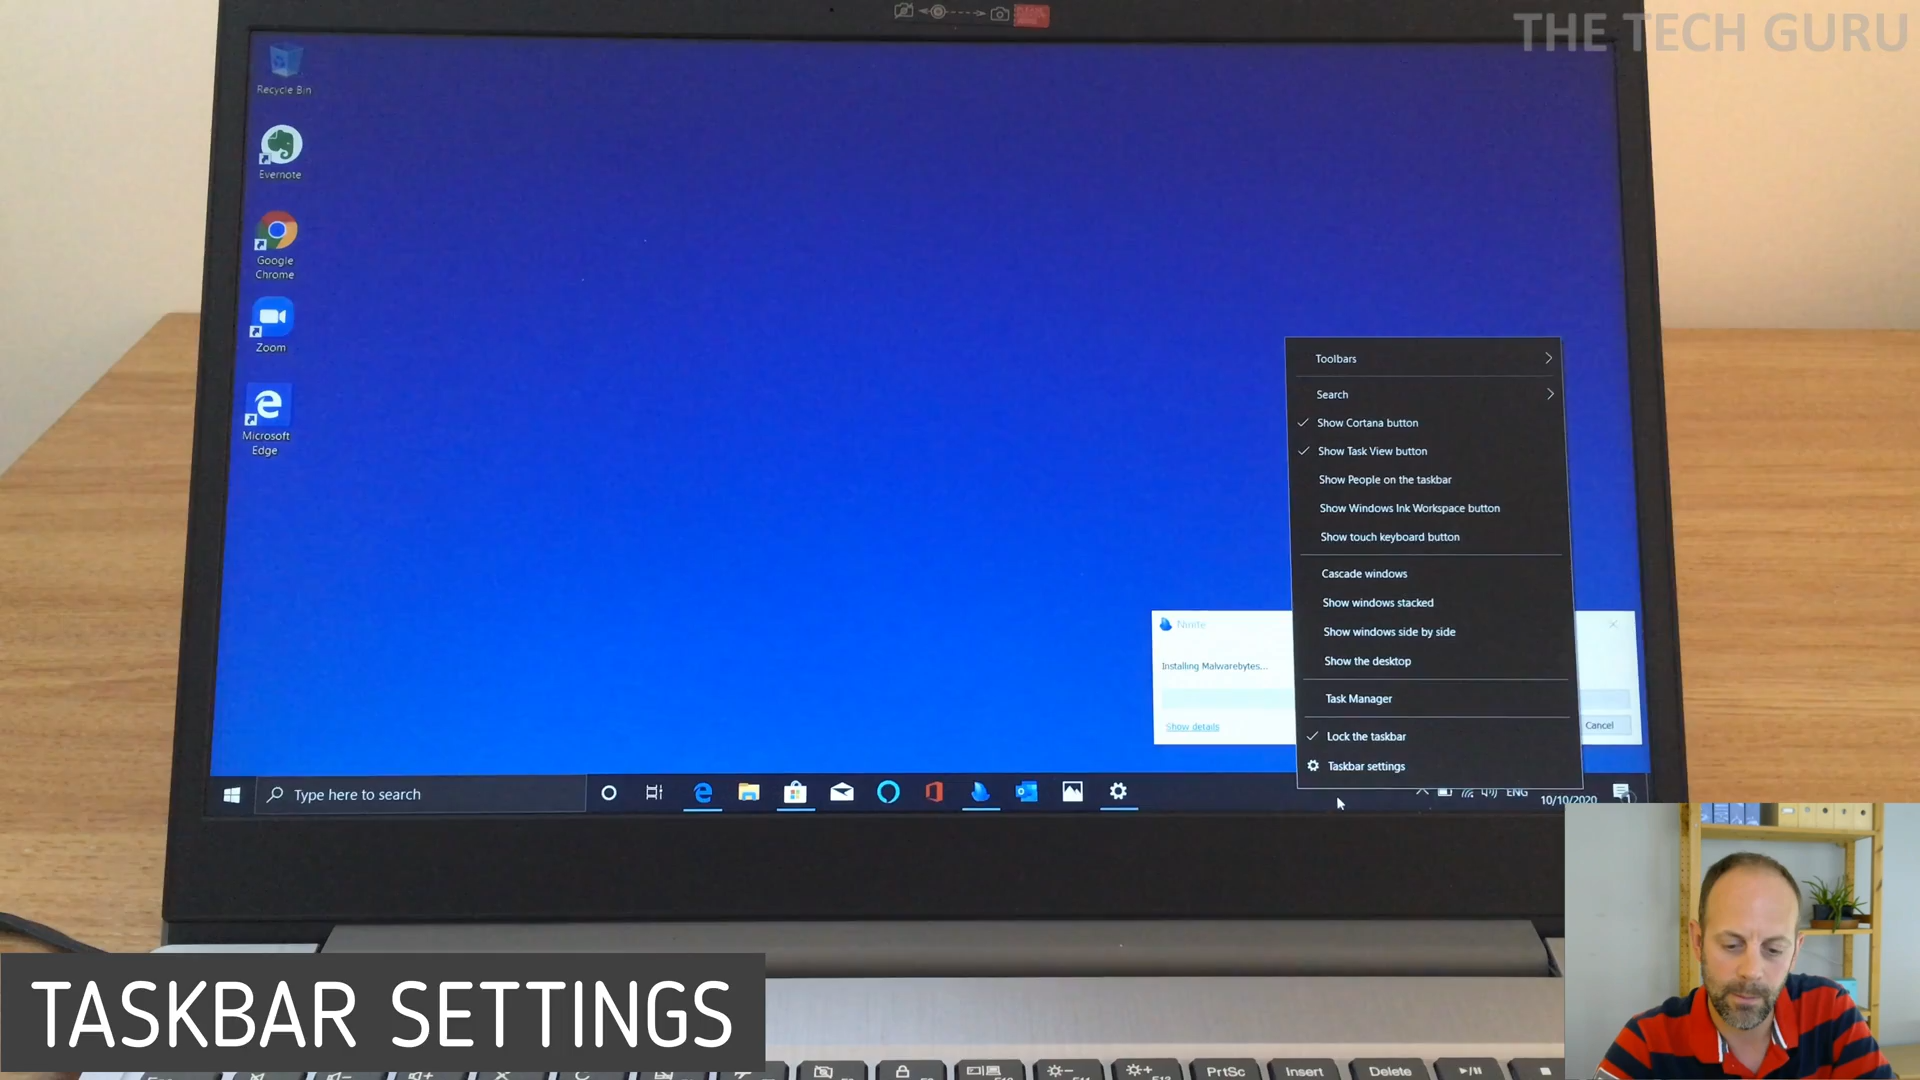 THE TECH GURU
Recycle Bin
Evernote
Google
Chrome
Zoom
Microsoft
Edge
Toolbars
Search
Show Cortana button
Show Task View button
Show People on the taskbar
Show Windows Ink Workspace button
Show touch keyboard button
Cascade windows
Show windows stacked
Show windows side by side
Show the desktop
Task Manager
Lock the taskbar
Taskbar settings
Ninite
Installing Malwarebytes...
Show details
Cancel
Type here to search
ENG
10/10/2020
TASKBAR SETTINGS
PrtSc
Insert
Delete